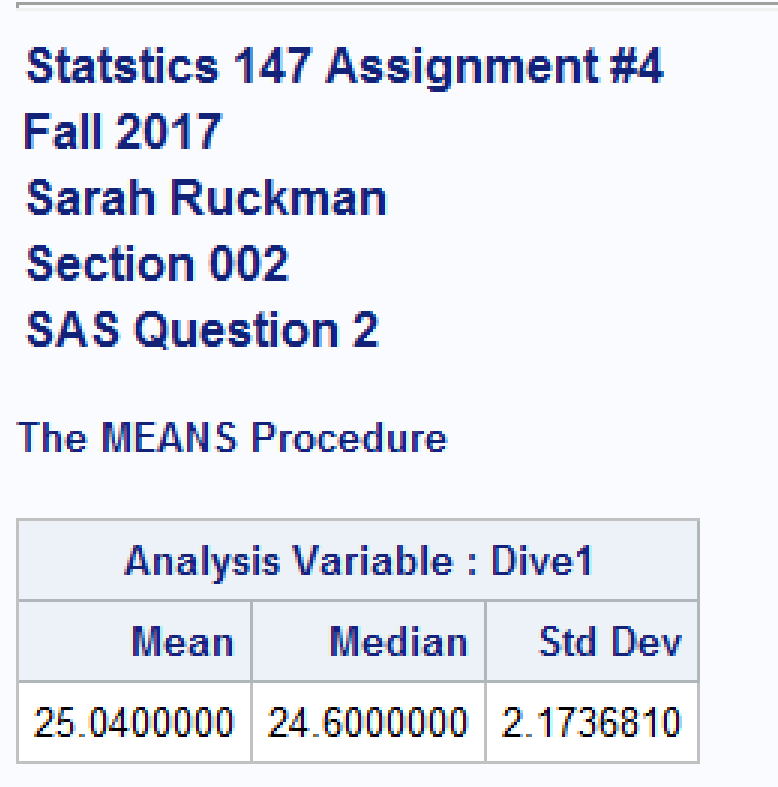 Statstics 147 Assignment #4
Fall 2017
Sarah Ruckman
Section 002
SAS Question 2
The MEANS Procedure
Analysis Variable : Dive1
Mean Median Std Dev
25.0400000 24.6000000 2.1736810